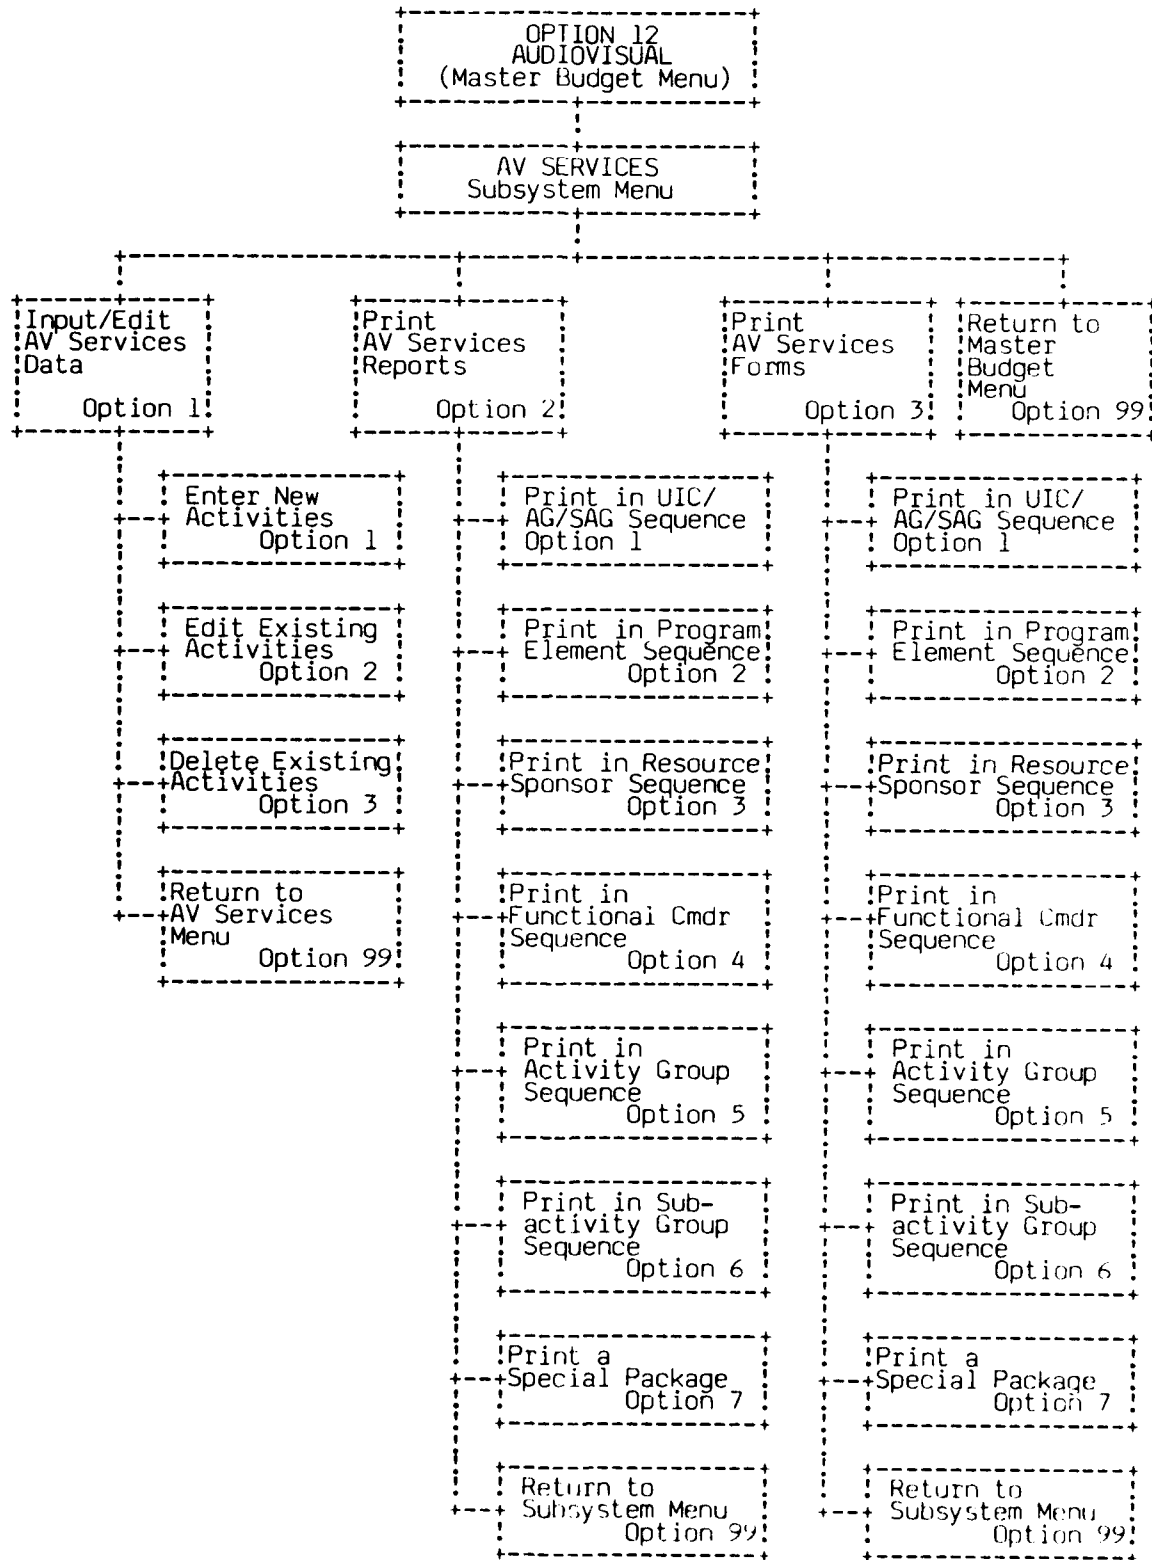 OPTION 12
AUDIOVISUAL
(Master Budget Menu)
AV SERVICES
Subsystem Menu
Input/Edit
AV Services
Data
Option 1
Print
AV Services
Reports
Option 2
Print
AV Services
Forms
Option 3
Return to
Master
Budget
Menu
Option 99
Enter New
Activities
Option 1
Edit Existing
Activities
Option 2
Delete Existing
Activities
Option 3
Return to
AV Services
Menu
Option 99
Print in UIC/
AG/SAG Sequence
Option 1
Print in Program
Element Sequence
Option 2
Print in Resource
Sponsor Sequence
Option 3
Print in
Functional Cmdr
Sequence
Option 4
Print in
Activity Group
Sequence
Option 5
Print in Sub-
activity Group
Sequence
Option 6
Print a
Special Package
Option 7
Return to
Subsystem Menu
Option 99
Print in UIC/
AG/SAG Sequence
Option 1
Print in Program
Element Sequence
Option 2
Print in Resource
Sponsor Sequence
Option 3
Print in
Functional Cmdr
Sequence
Option 4
Print in
Activity Group
Sequence
Option 5
Print in Sub-
activity Group
Sequence
Option 6
Print a
Special Package
Option 7
Return to
Subsystem Menu
Option 99